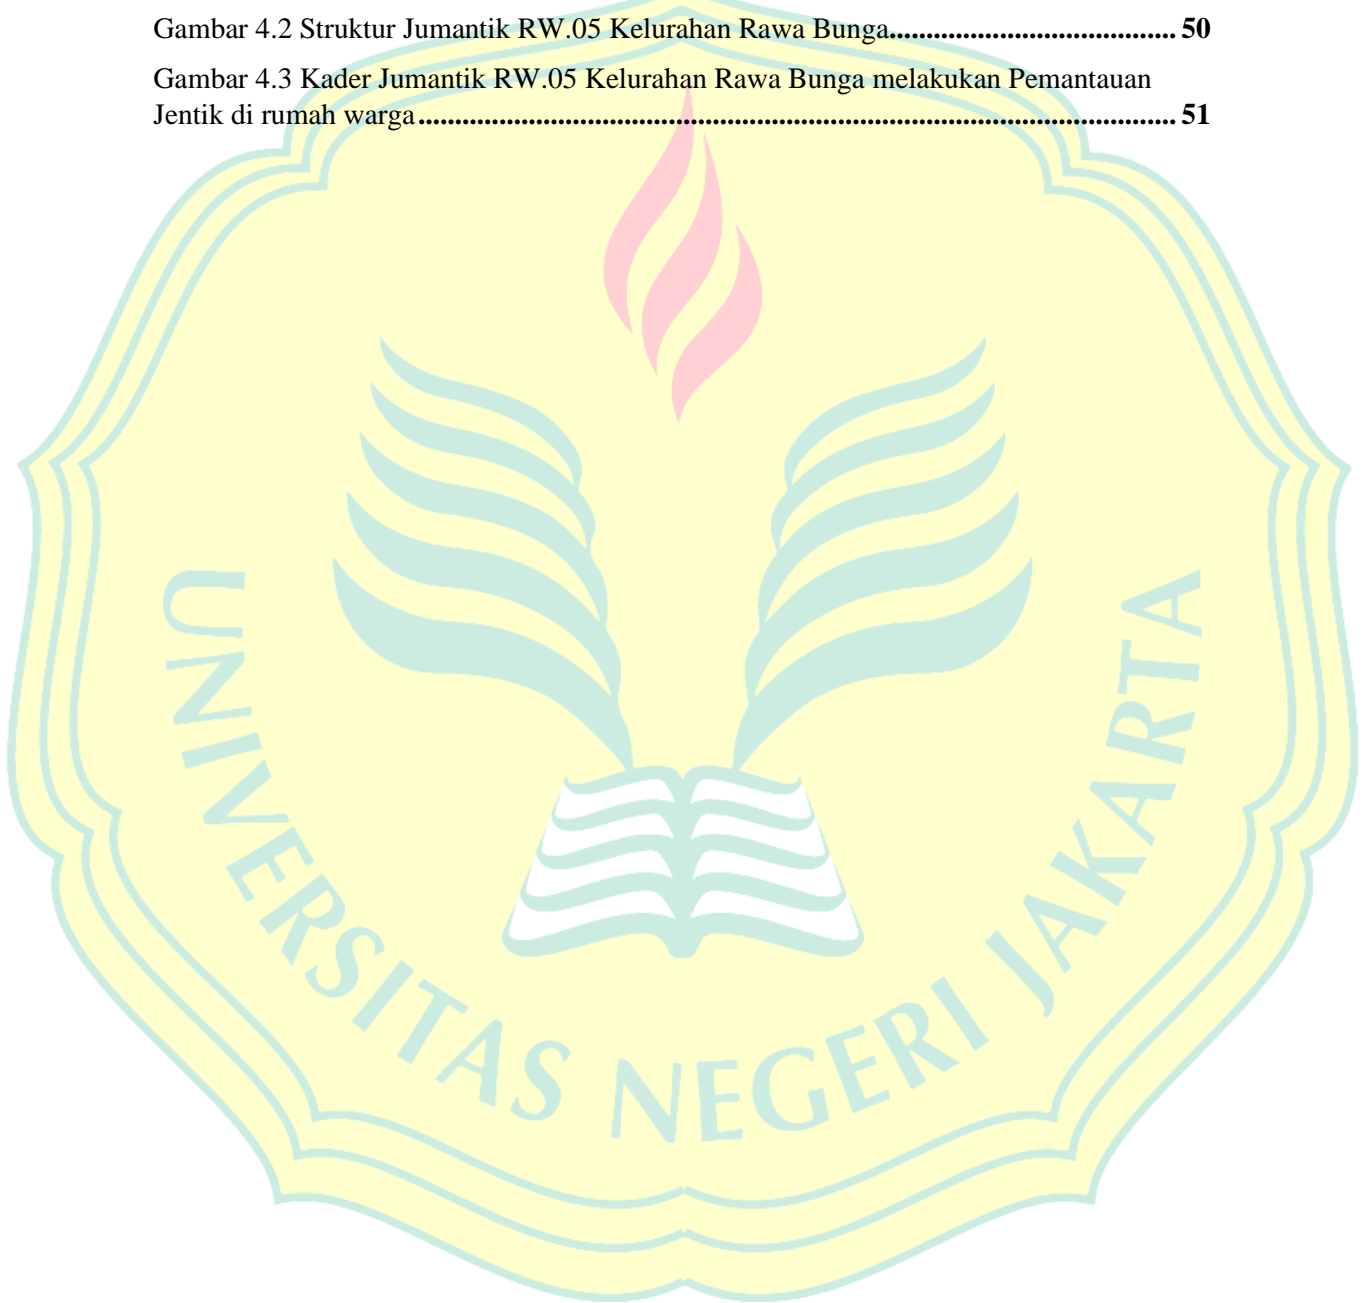 Gambar 4.2 Struktur Jumantik RW.05 Kelurahan Rawa Bunga.................................... 50
Gambar 4.3 Kader Jumantik RW.05 Kelurahan Rawa Bunga melakukan Pemantauan
Jentik di rumah warga.................................................................................................... 51
UNIVERSITAS NEGERI JAKARTA